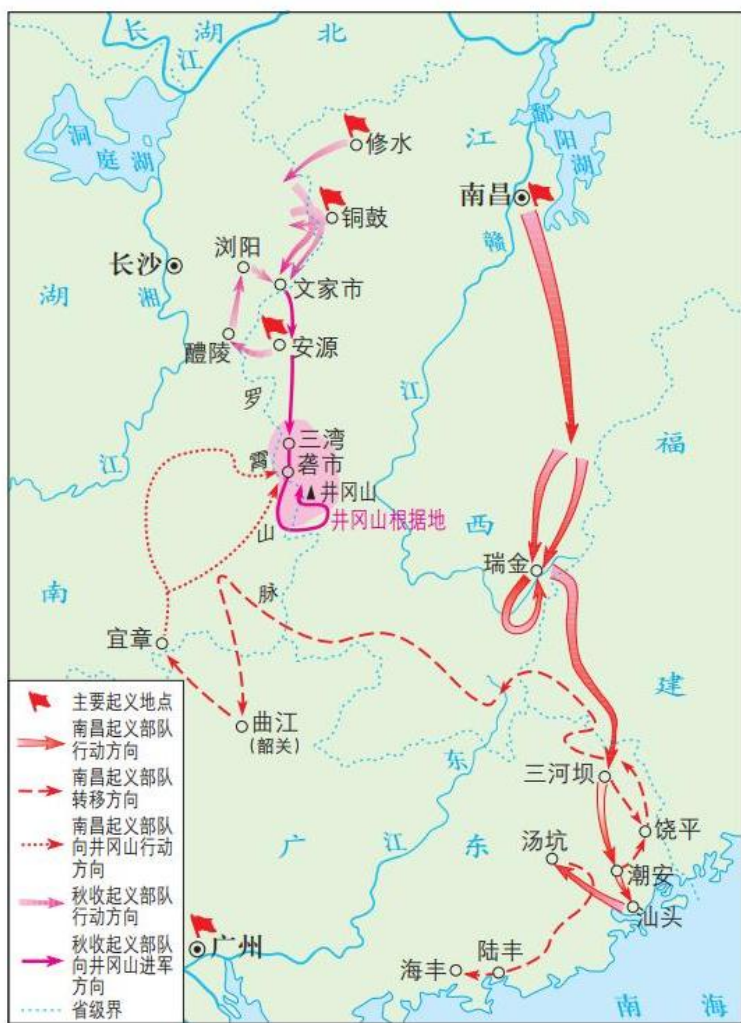 长
江
湖
北
洞
庭湖
修水
江
鄱
阳
湖
南昌
铜鼓
赣
浏阳
长沙
文家市
湖
湘
醴陵
安源
江
罗
福
三湾
霄
砻市
江
井冈山
井冈山根据地
山
西
瑞金
南
脉
宜章
建
主要起义地点
南昌起义部队
行动方向
南昌起义部队
转移方向
南昌起义部队
向井冈山行动
方向
秋收起义部队
行动方向
秋收起义部队
向井冈山进军
方向
省级界
曲江
(韶关)
东
三河坝
广
江
东
汤坑
饶平
潮安
汕头
广州
陆丰
海丰
南
海